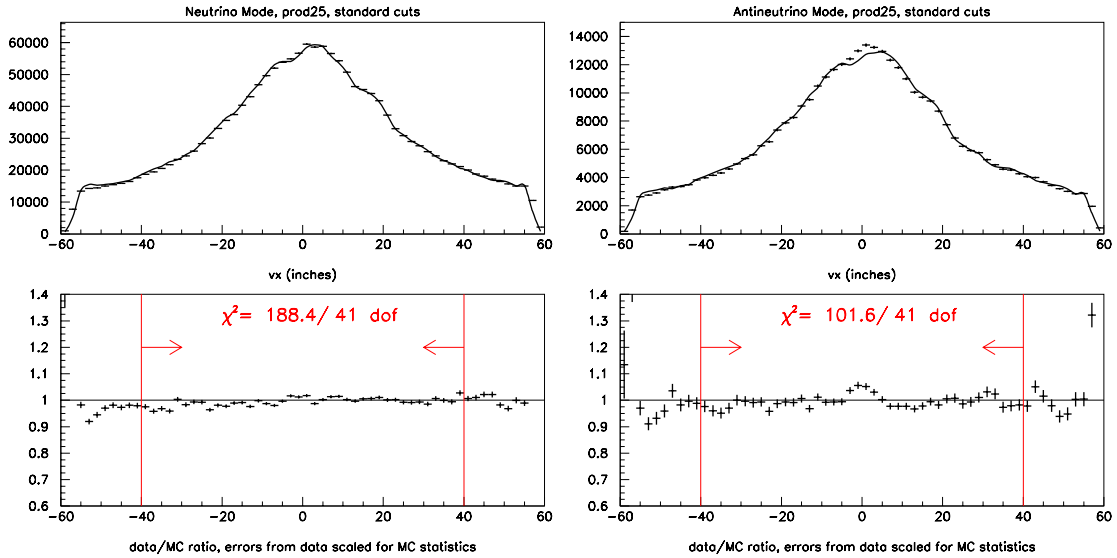 Neutrino Mode, prod25, standard cuts
60000
50000
40000
30000
20000
10000
0
-60 -40 -20 0 20 40 60
vx (inches)
Antineutrino Mode, prod25, standard cuts
14000
12000
10000
8000
6000
4000
2000
0
-60 -40 -20 0 20 40 60
vx (inches)
1.4
1.3
1.2
1.1
1
0.9
0.8
0.7
0.6
χ²= 188.4/ 41 dof
-60 -40 -20 0 20 40 60
data/MC ratio, errors from data scaled for MC statistics
1.4
1.3
1.2
1.1
1
0.9
0.8
0.7
0.6
χ²= 101.6/ 41 dof
-60 -40 -20 0 20 40 60
data/MC ratio, errors from data scaled for MC statistics